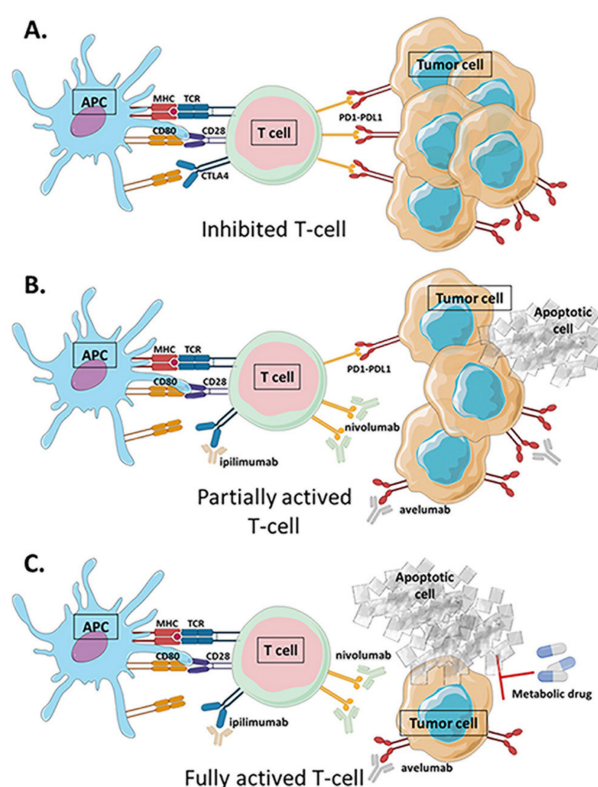 A.
APC
MHC TCR
CD80
CD28
CTLA4
T cell
PD1-PDL1
Tumor cell
Inhibited T-cell
B.
APC
MHC TCR
CD80
CD28
T cell
PD1-PDL1
Tumor cell
Apoptotic
cell
nivolumab
ipilimumab
avelumab
Partially actived
T-cell
C.
APC
MHC TCR
CD80
CD28
T cell
nivolumab
ipilimumab
Apoptotic
cell
Metabolic drug
Tumor cell
avelumab
Fully actived T-cell